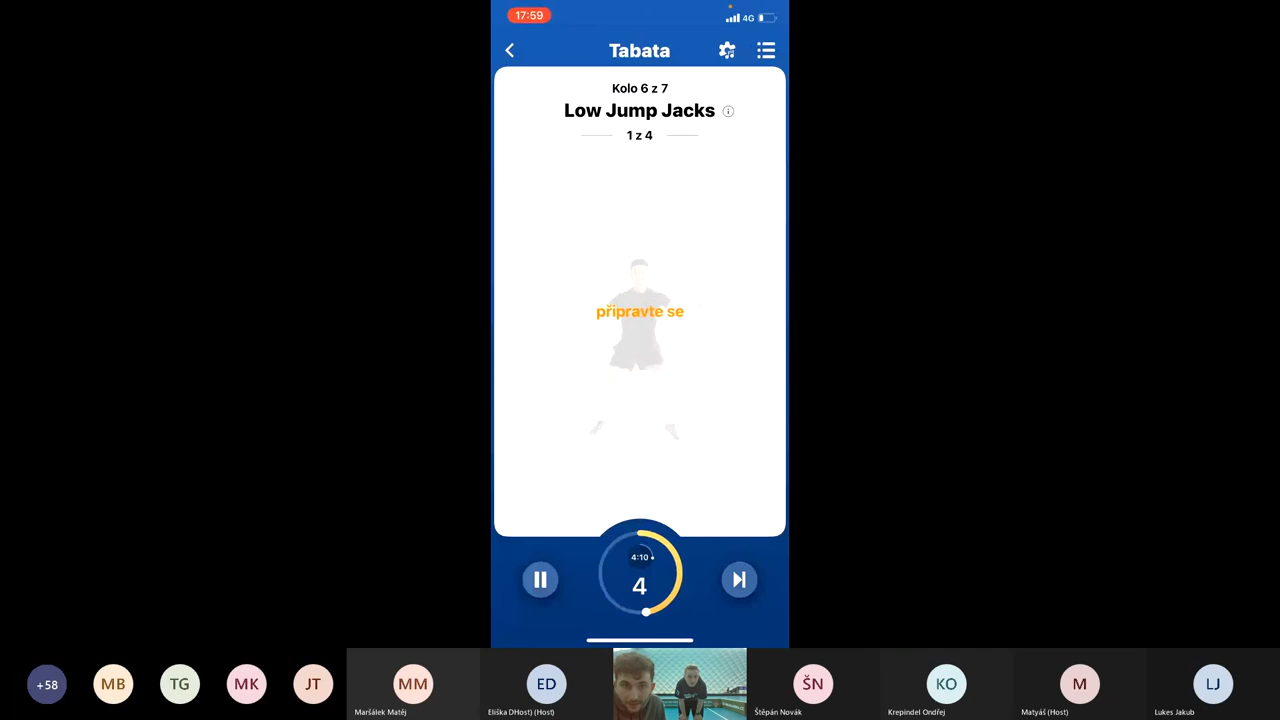 17:59
4G
Tabata
Kolo 6 z 7
Low Jump Jacks
1 z 4
připravte se
4:10
4
+58
MB
TG
MK
JT
MM
ED
ŠN
KO
M
LJ
Maršálek Matěj
Eliška DHost) (Host)
Štěpán Novák
Krepindel Ondřej
Matyáš (Host)
Lukes Jakub